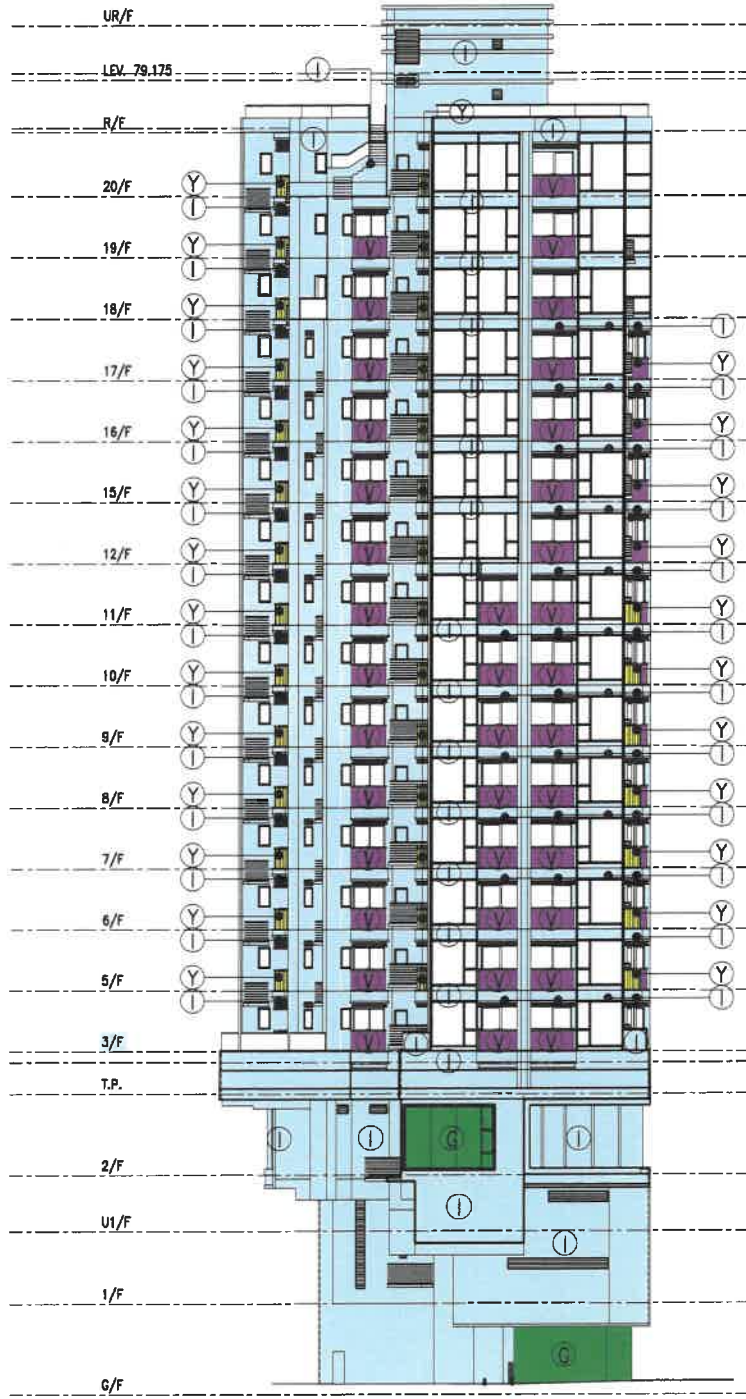 UR/F
I
LEV. 79.175
I
Y
R/F
I I
20/F Y V
I I
19/F Y V V
I I
18/F Y V V
I I I
17/F Y V V Y
I I I
16/F Y V V Y
I I I
15/F Y V V Y
I I I
12/F Y V V Y
I I I
11/F Y V V V Y
I I I
10/F Y V V V Y
I I I
9/F Y V V V Y
I I I
8/F Y V V V Y
I I I
7/F Y V V V Y
I I I
6/F Y V V V Y
I I I
5/F Y V V V Y
I I I
3/F V I V V I
I
T.P.
I I G I
2/F
I
U1/F
I
1/F
G
G/F